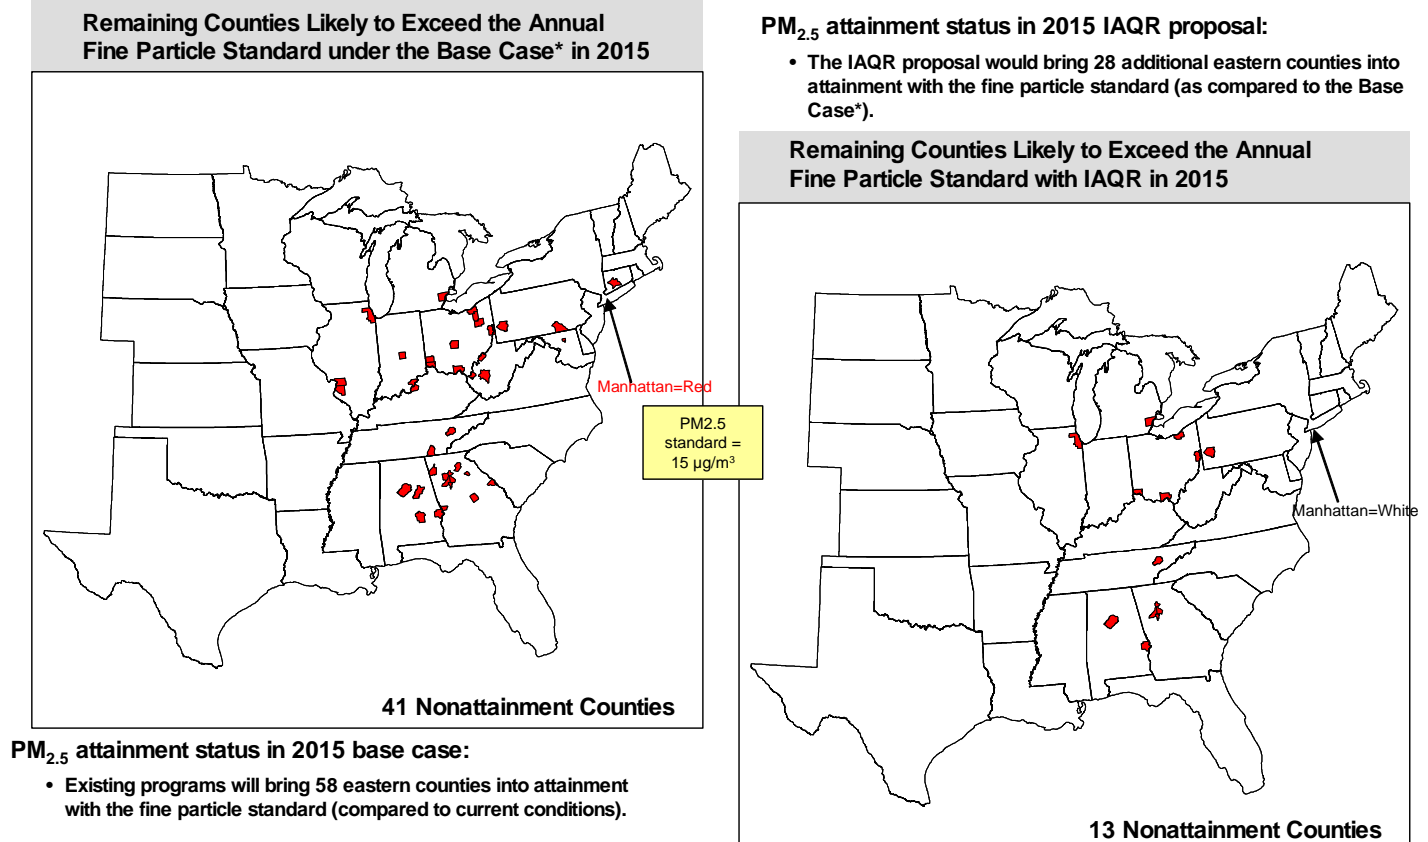 Remaining Counties Likely to Exceed the Annual
Fine Particle Standard under the Base Case* in 2015
Manhattan=Red
41 Nonattainment Counties
PM2.5 attainment status in 2015 base case:
• Existing programs will bring 58 eastern counties into attainment
with the fine particle standard (compared to current conditions).
PM2.5
standard =
15 µg/m³
PM2.5 attainment status in 2015 IAQR proposal:
• The IAQR proposal would bring 28 additional eastern counties into
attainment with the fine particle standard (as compared to the Base
Case*).
Remaining Counties Likely to Exceed the Annual
Fine Particle Standard with IAQR in 2015
Manhattan=White
13 Nonattainment Counties